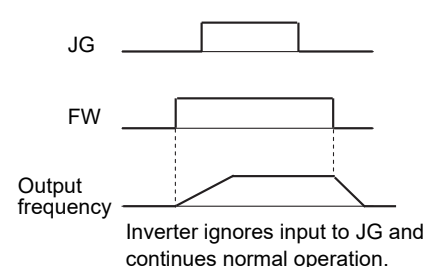 JG
FW
Output
frequency
Inverter ignores input to JG and
continues normal operation.